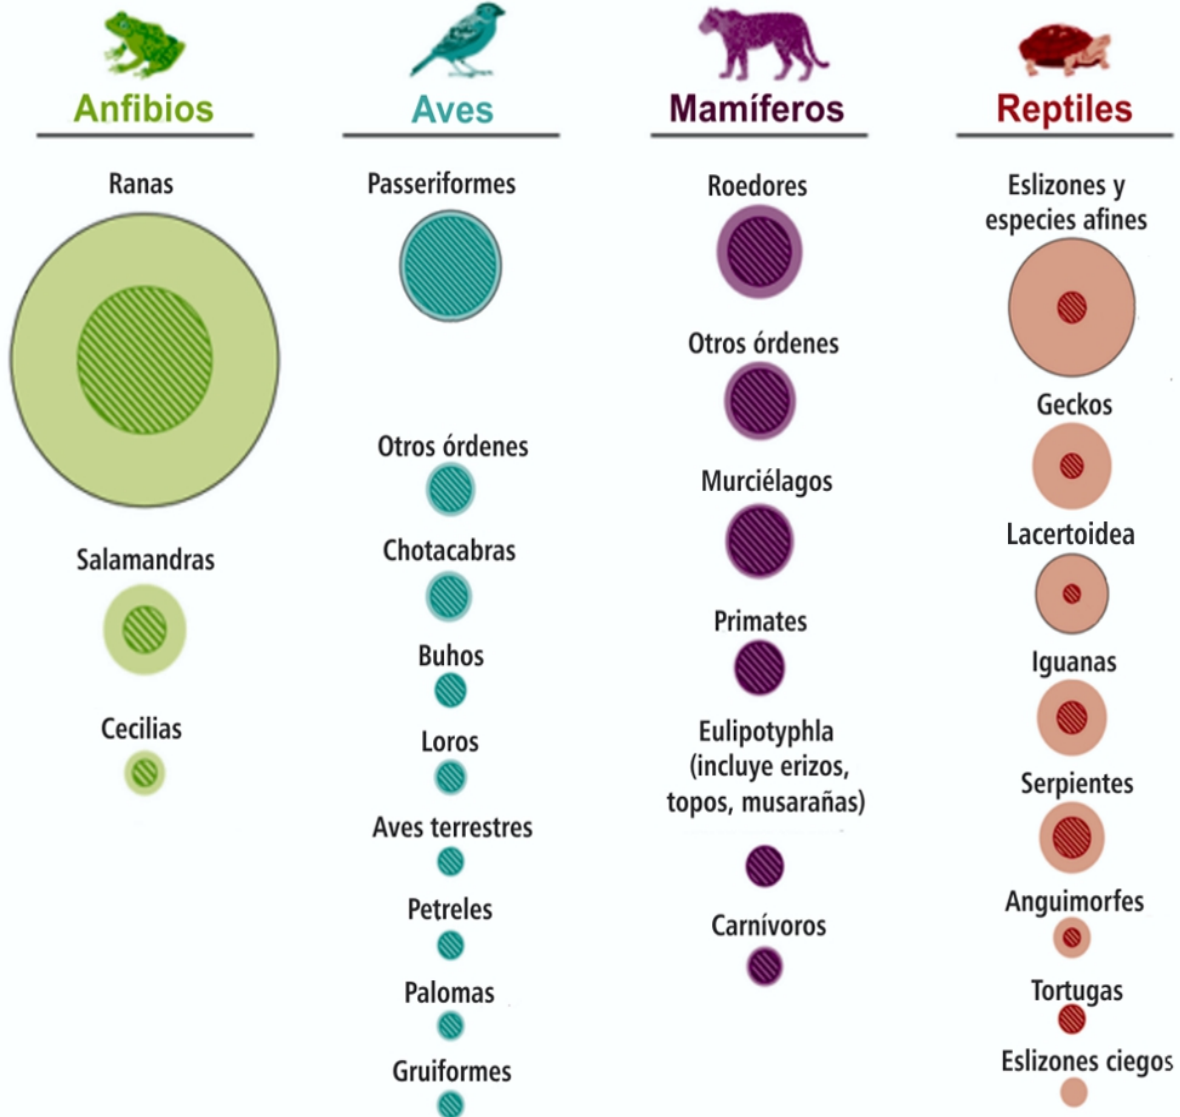 Anfibios
Ranas
Salamandras
Cecilias
Aves
Passeriformes
Otros órdenes
Chotacabras
Buhos
Loros
Aves terrestres
Petreles
Palomas
Gruiformes
Mamíferos
Roedores
Otros órdenes
Murciélagos
Primates
Eulipotyphla
(incluye erizos,
topos, musarañas)
Carnívoros
Reptiles
Eslizones y
especies afines
Geckos
Lacertoidea
Iguanas
Serpientes
Anguimorfes
Tortugas
Eslizones ciegos